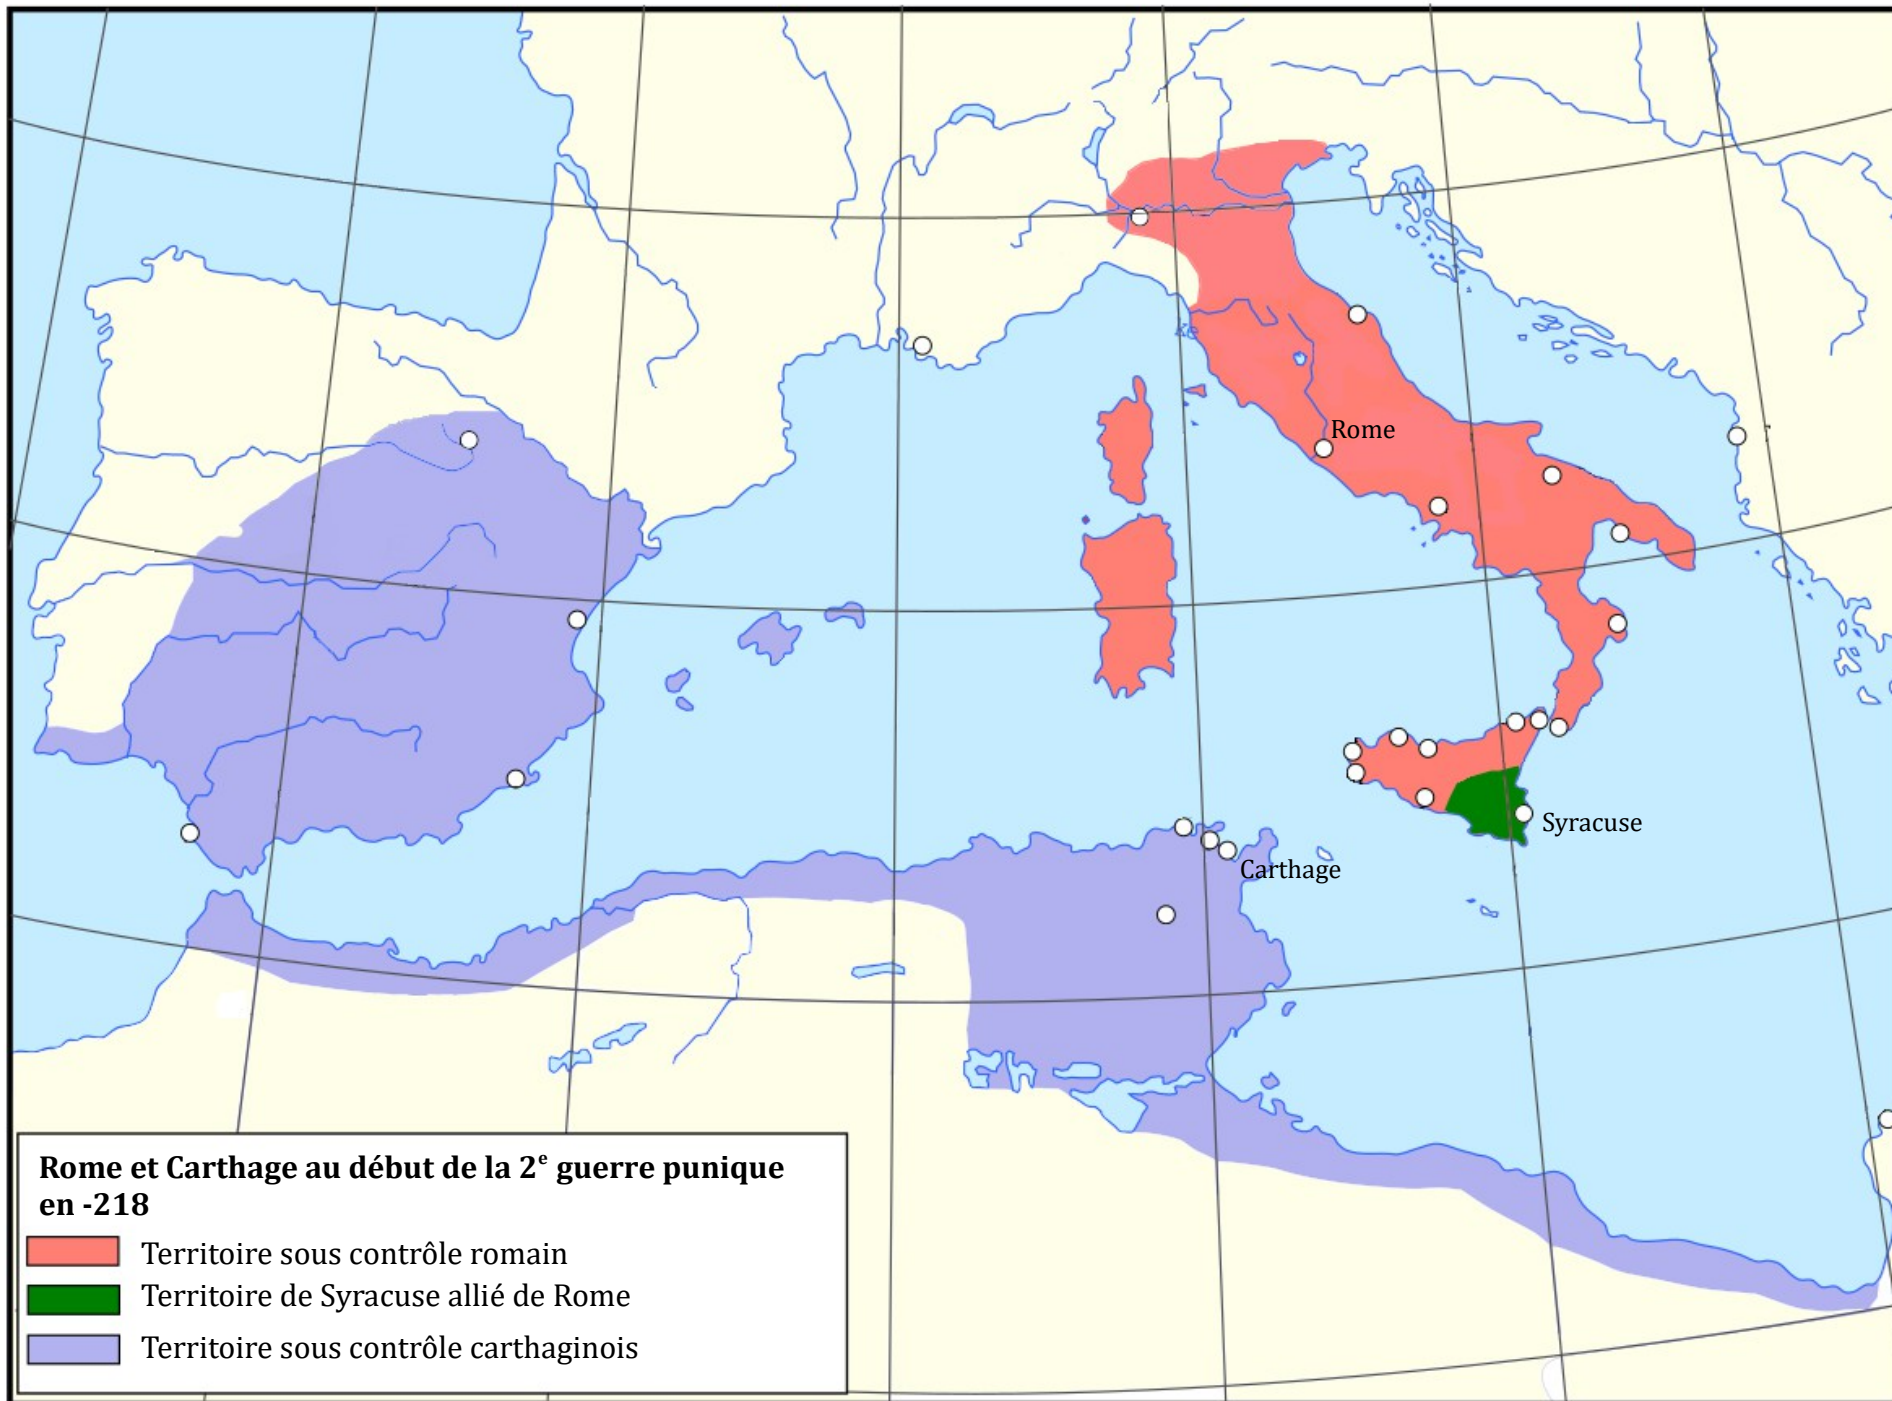 Ke
Rome
Syracuse
Carthage
Rome et Carthage au début de la 2e guerre punique
en -218
Territoire sous contrôle romain
Territoire de Syracuse allié de Rome
Territoire sous contrôle carthaginois